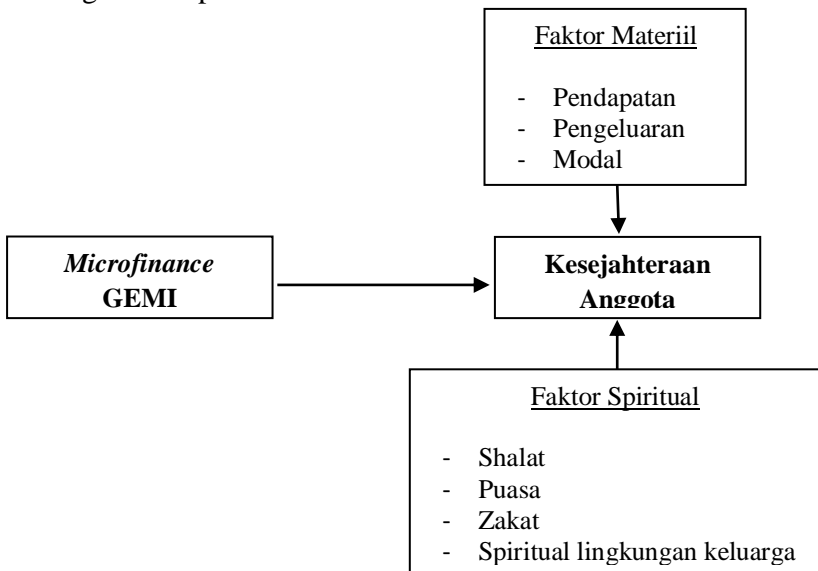 Faktor Materiil
- Pendapatan
- Pengeluaran
- Modal
Microfinance
GEMI
Kesejahteraan
Anggota
Faktor Spiritual
- Shalat
- Puasa
- Zakat
- Spiritual lingkungan keluarga